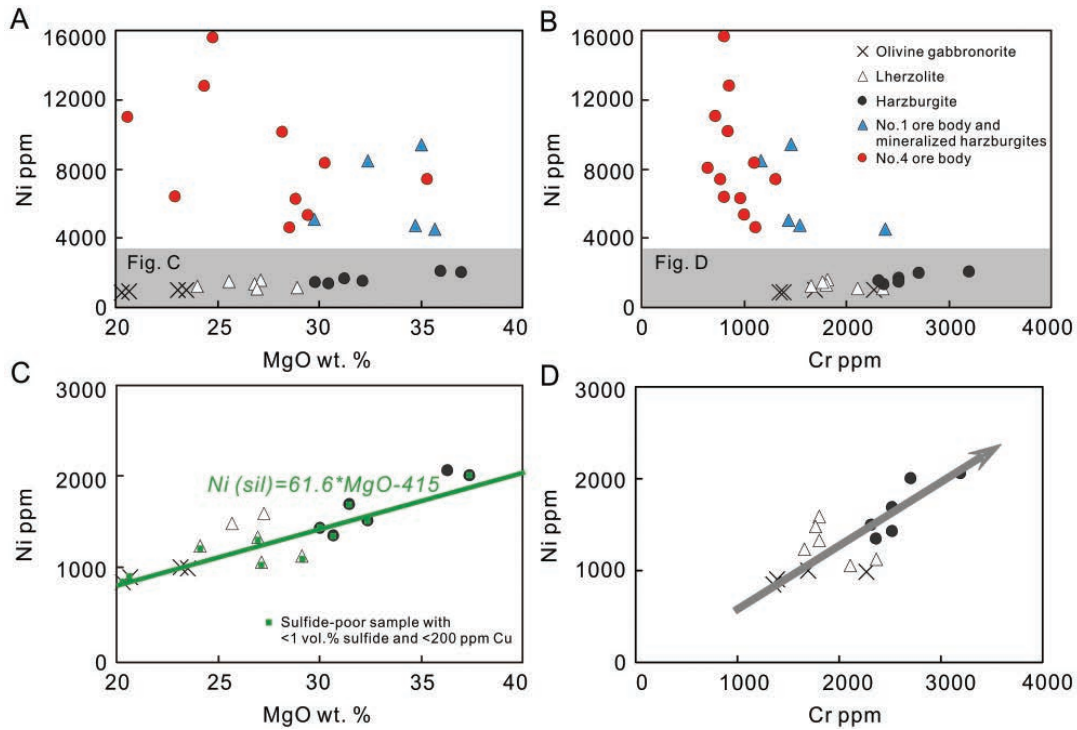 A
16000
12000
8000
4000
0
Ni ppm
Fig. C
20
25
30
35
40
MgO wt. %
B
16000
12000
8000
4000
0
Ni ppm
Olivine gabbronorite
Lherzolite
Harzburgite
No.1 ore body and
mineralized harzburgites
No.4 ore body
Fig. D
0
1000
2000
3000
4000
Cr ppm
C
3000
2000
1000
0
Ni ppm
Ni (sil)=61.6*MgO-415
Sulfide-poor sample with
<1 vol.% sulfide and <200 ppm Cu
20
25
30
35
40
MgO wt. %
D
3000
2000
1000
0
Ni ppm
0
1000
2000
3000
4000
Cr ppm